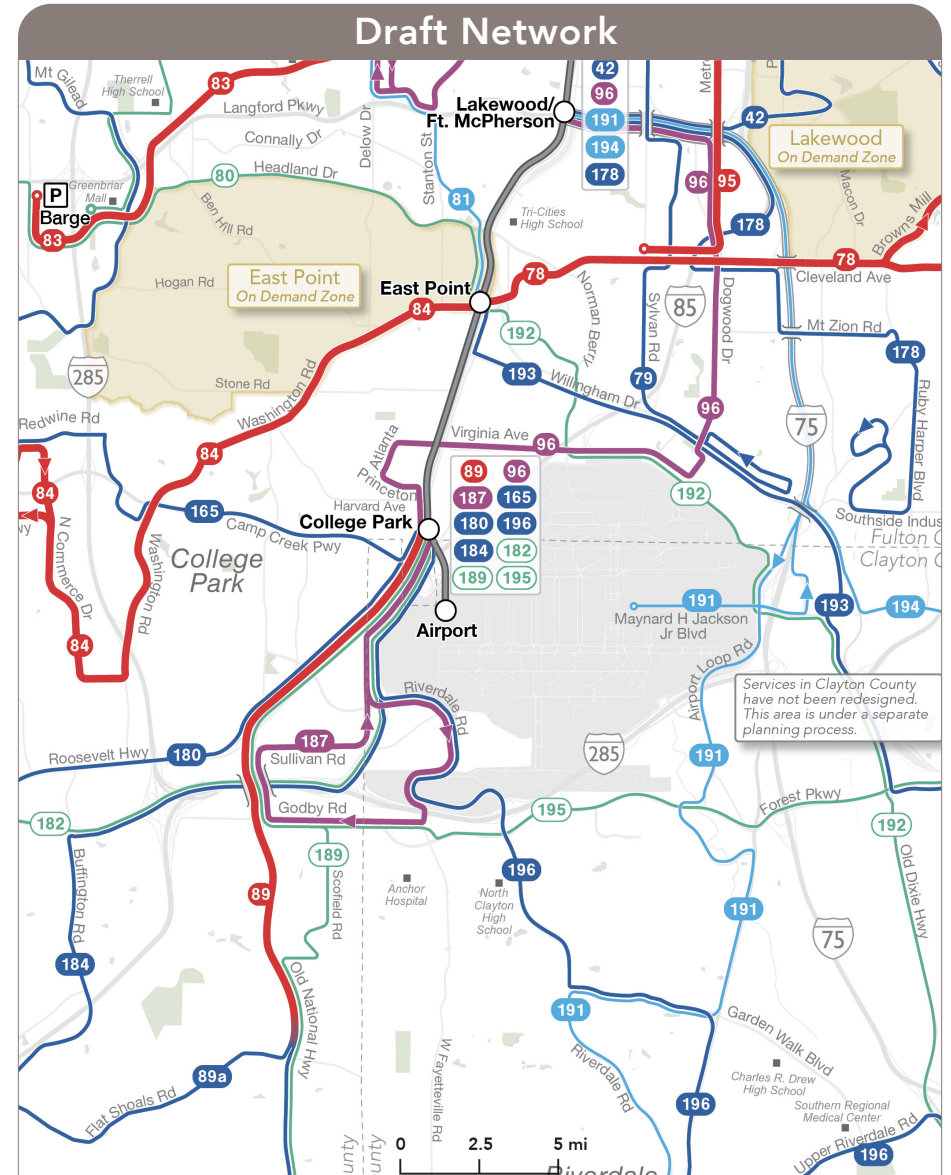 Draft Network
Mt Gilead
Therrell
High School
83
Langford Pkwy
Connally Dr
Delow Dr
Stanton St
Lakewood/
Ft. McPherson
42
96
191
194
178
42
Lakewood
On Demand Zone
Macon Dr
Browns Mill
P
Barge
Greenbriar
Mall
83
80
Headland Dr
Ben Hill Rd
81
Tri-Cities
High School
96
95
178
78
Cleveland Ave
Hogan Rd
East Point
On Demand Zone
East Point
84
78
Norman Berry
Sylvan Rd
85
Dogwood Dr
Mt Zion Rd
178
192
193
Willingham Dr
79
96
75
Ruby Harper Blvd
285
Stone Rd
Washington Rd
Redwine Rd
84
84
165
Camp Creek Pwy
N Commerce Dr
Washington Rd
84
College
Park
Atlanta
Princeton
Harvard Ave
College Park
Virginia Ave
96
89
96
187
165
180
196
184
182
189
195
192
Airport
Southside Indus
Fulton C
Clayton C
191
Maynard H Jackson
Jr Blvd
193
194
Airport Loop Rd
Services in Clayton County
have not been redesigned.
This area is under a separate
planning process.
Riverdale Rd
187
Sullivan Rd
Roosevelt Hwy
180
285
191
Godby Rd
182
195
Forest Pkwy
192
Old Dixie Hwy
189
Scofield Rd
Buffington Rd
89
Anchor
Hospital
196
North
Clayton
High
School
191
75
184
Old National Hwy
191
Garden Walk Blvd
Riverdale Rd
W Fayetteville Rd
Charles R. Drew
High School
Southern Regional
Medical Center
89a
Flat Shoals Rd
196
Upper Riverdale Rd
196
0
2.5
5 mi
Riverdale